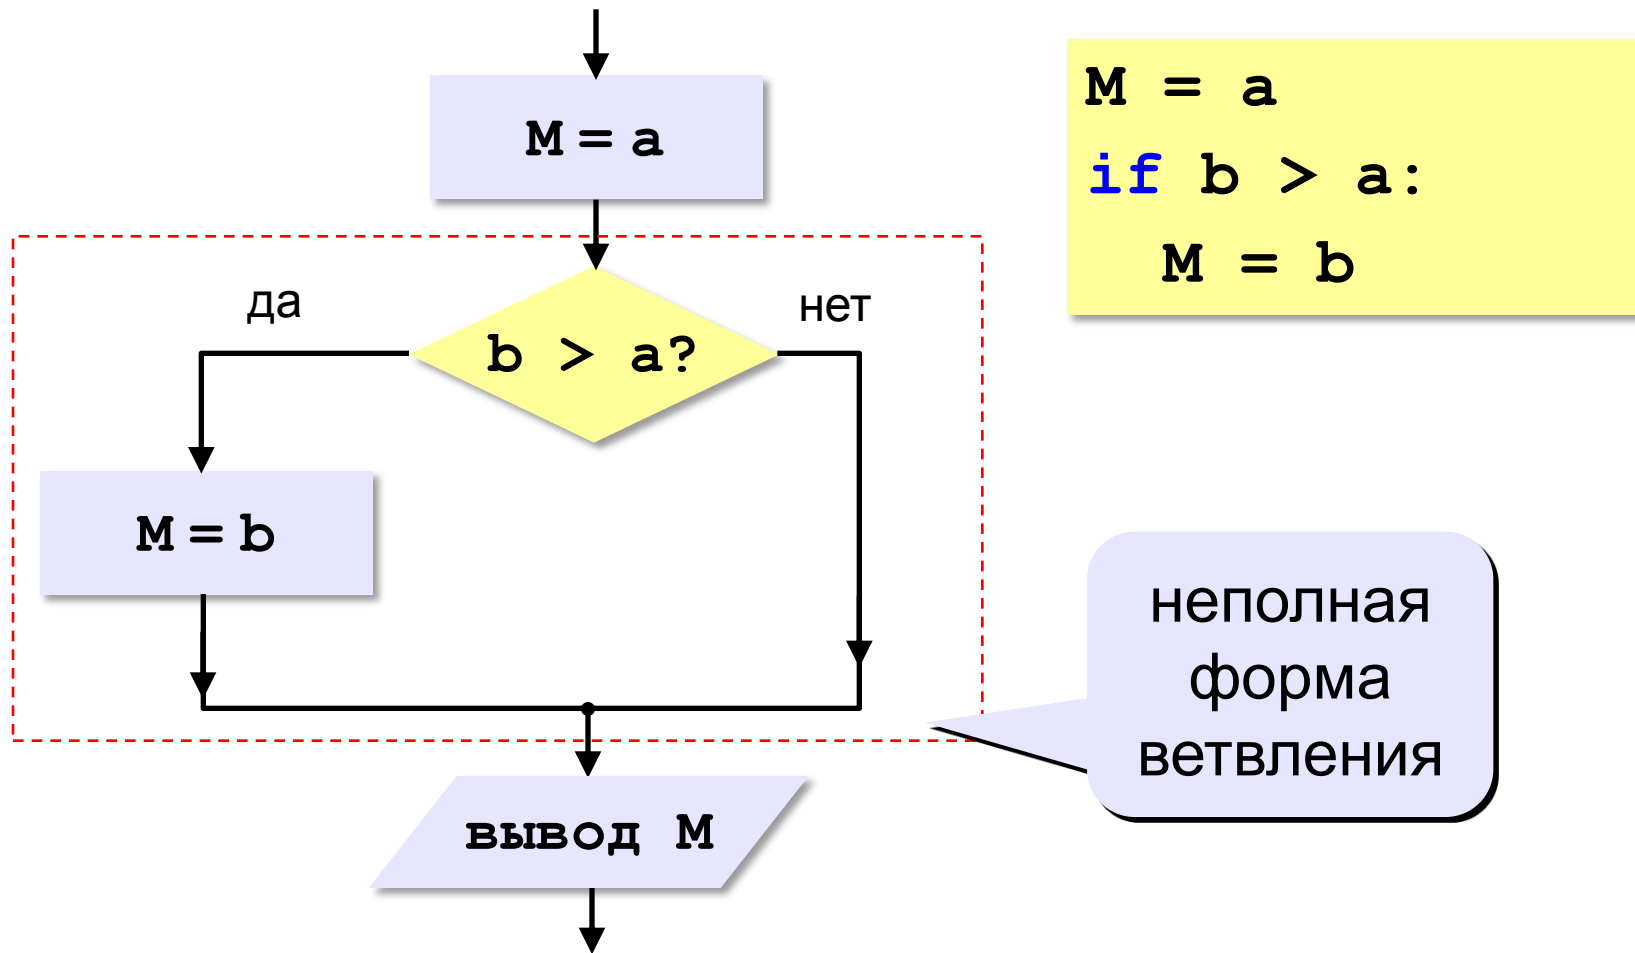 M = a
да
нет
b > a?
M = b
вывод M
M = a
if b > a:
M = b
неполная
форма
ветвления